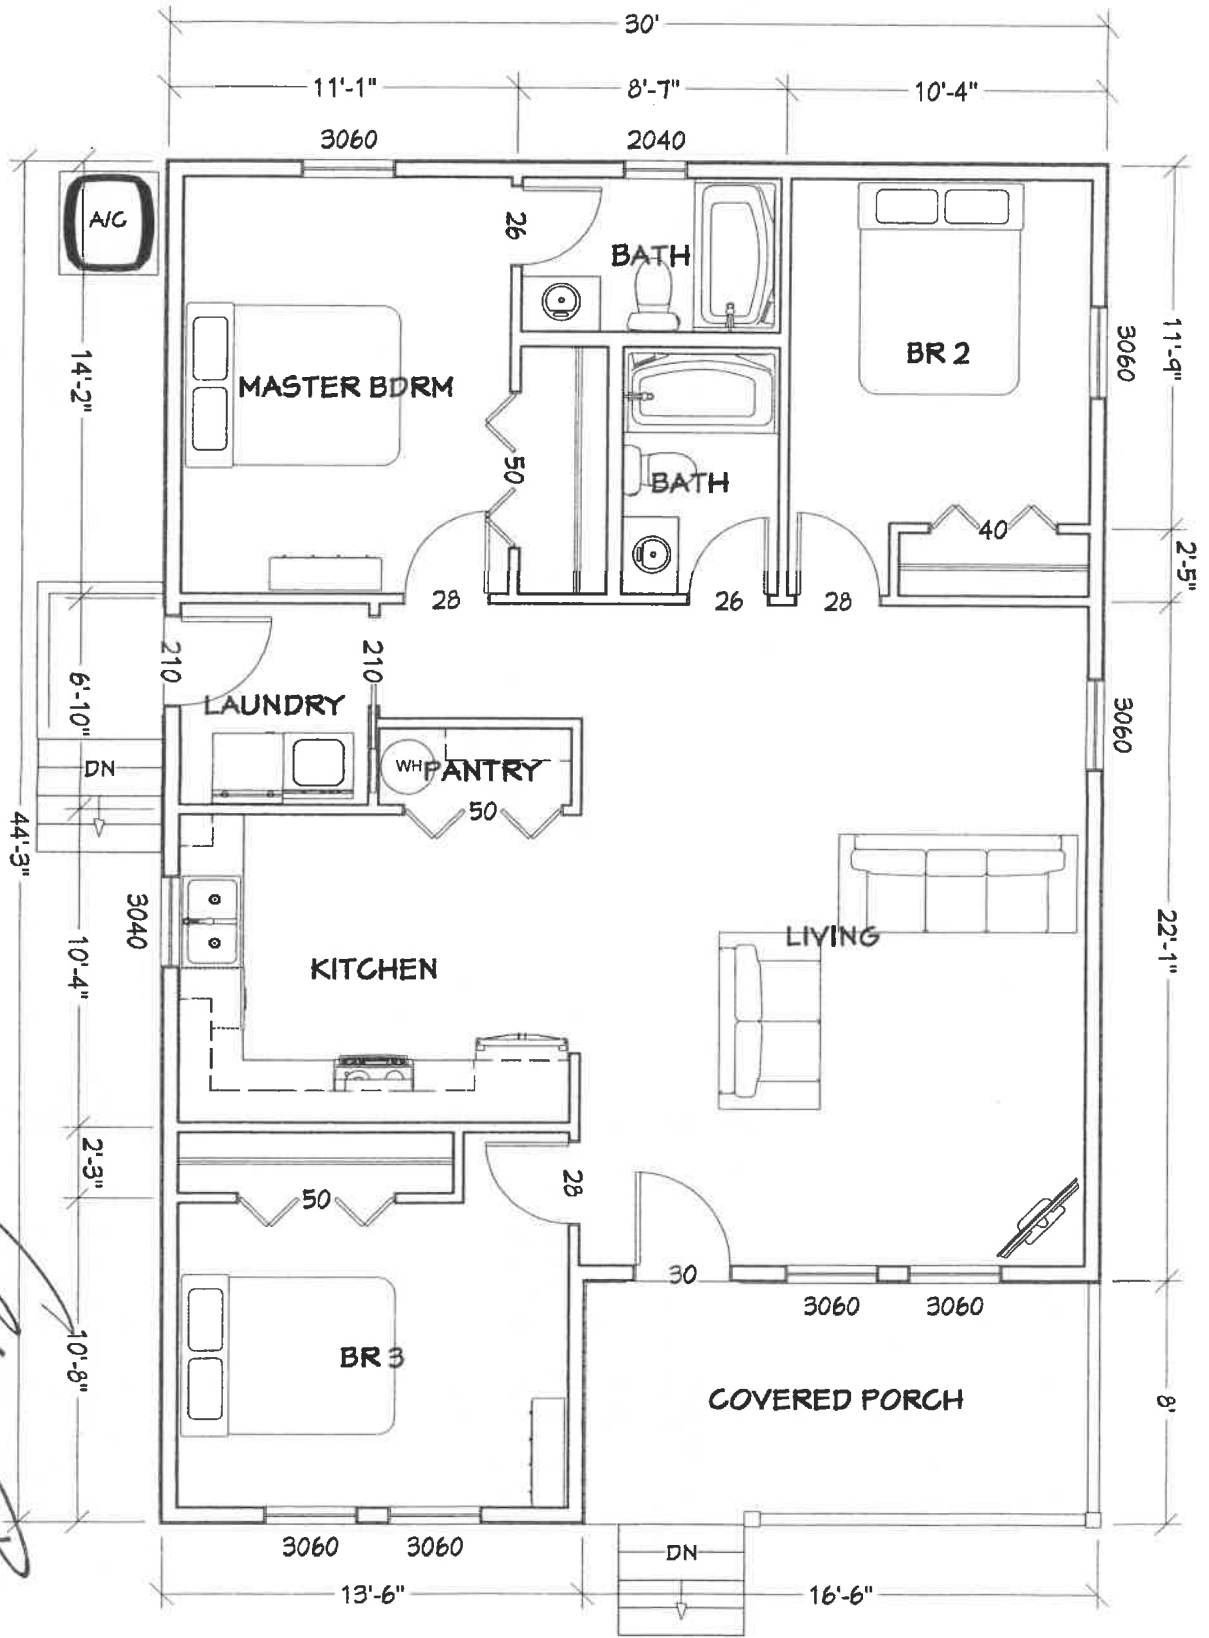 30'
11'-1" 8'-7" 10'-4"
3060 2040
A/C
26
BATH
11'-9"
3060
BR 2
14'-2"
MASTER BDRM
50
BATH
40
2'-5"
28 26 28
210 210
6'-10"
LAUNDRY
3060
DN
WH PANTRY
50
44'-3"
3040
10'-4"
KITCHEN
LIVING
22'-1"
2'-3"
50
28
30
3060 3060
10'-8"
BR 3
COVERED PORCH
8'
3060 3060
DN
13'-6" 16'-6"